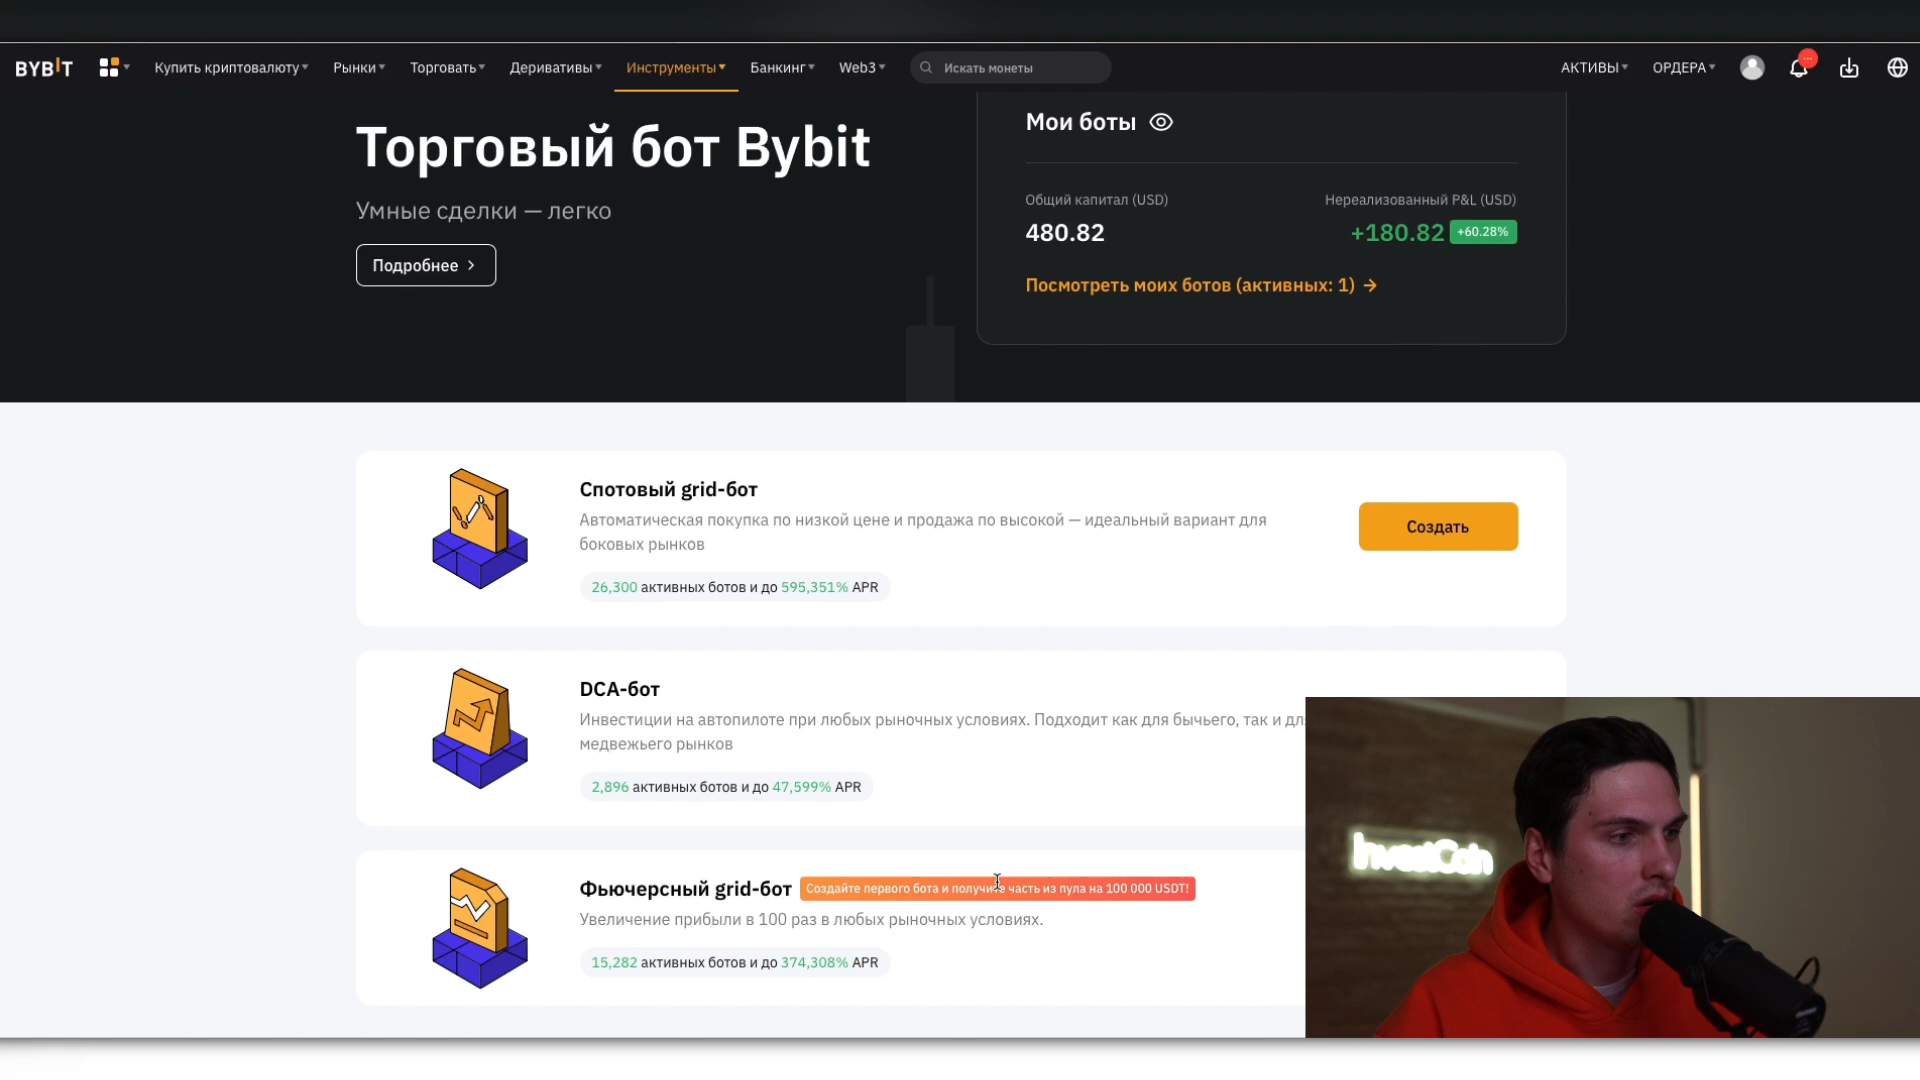 BYBIT
Купить криптовалюту
Рынки
Торговать
Деривативы
Инструменты
Банкинг
Web3
Искать монеты
АКТИВЫ
ОРДЕРА
Торговый бот Bybit
Умные сделки — легко
Подробнее
Мои боты
Общий капитал (USD)
Нереализованный P&L (USD)
480.82
+180.82 +60.28%
Посмотреть моих ботов (активных: 1)
Спотовый grid-бот
Автоматическая покупка по низкой цене и продажа по высокой — идеальный вариант для
боковых рынков
26,300 активных ботов и до 595,351% APR
Создать
DCA-бот
Инвестиции на автопилоте при любых рыночных условиях. Подходит как для бычьего, так и для
медвежьего рынков
2,896 активных ботов и до 47,599% APR
Фьючерсный grid-бот Создайте первого бота и получите часть из пула на 100 000 USDT!
Увеличение прибыли в 100 раз в любых рыночных условиях.
15,282 активных ботов и до 374,308% APR
InvestCoin